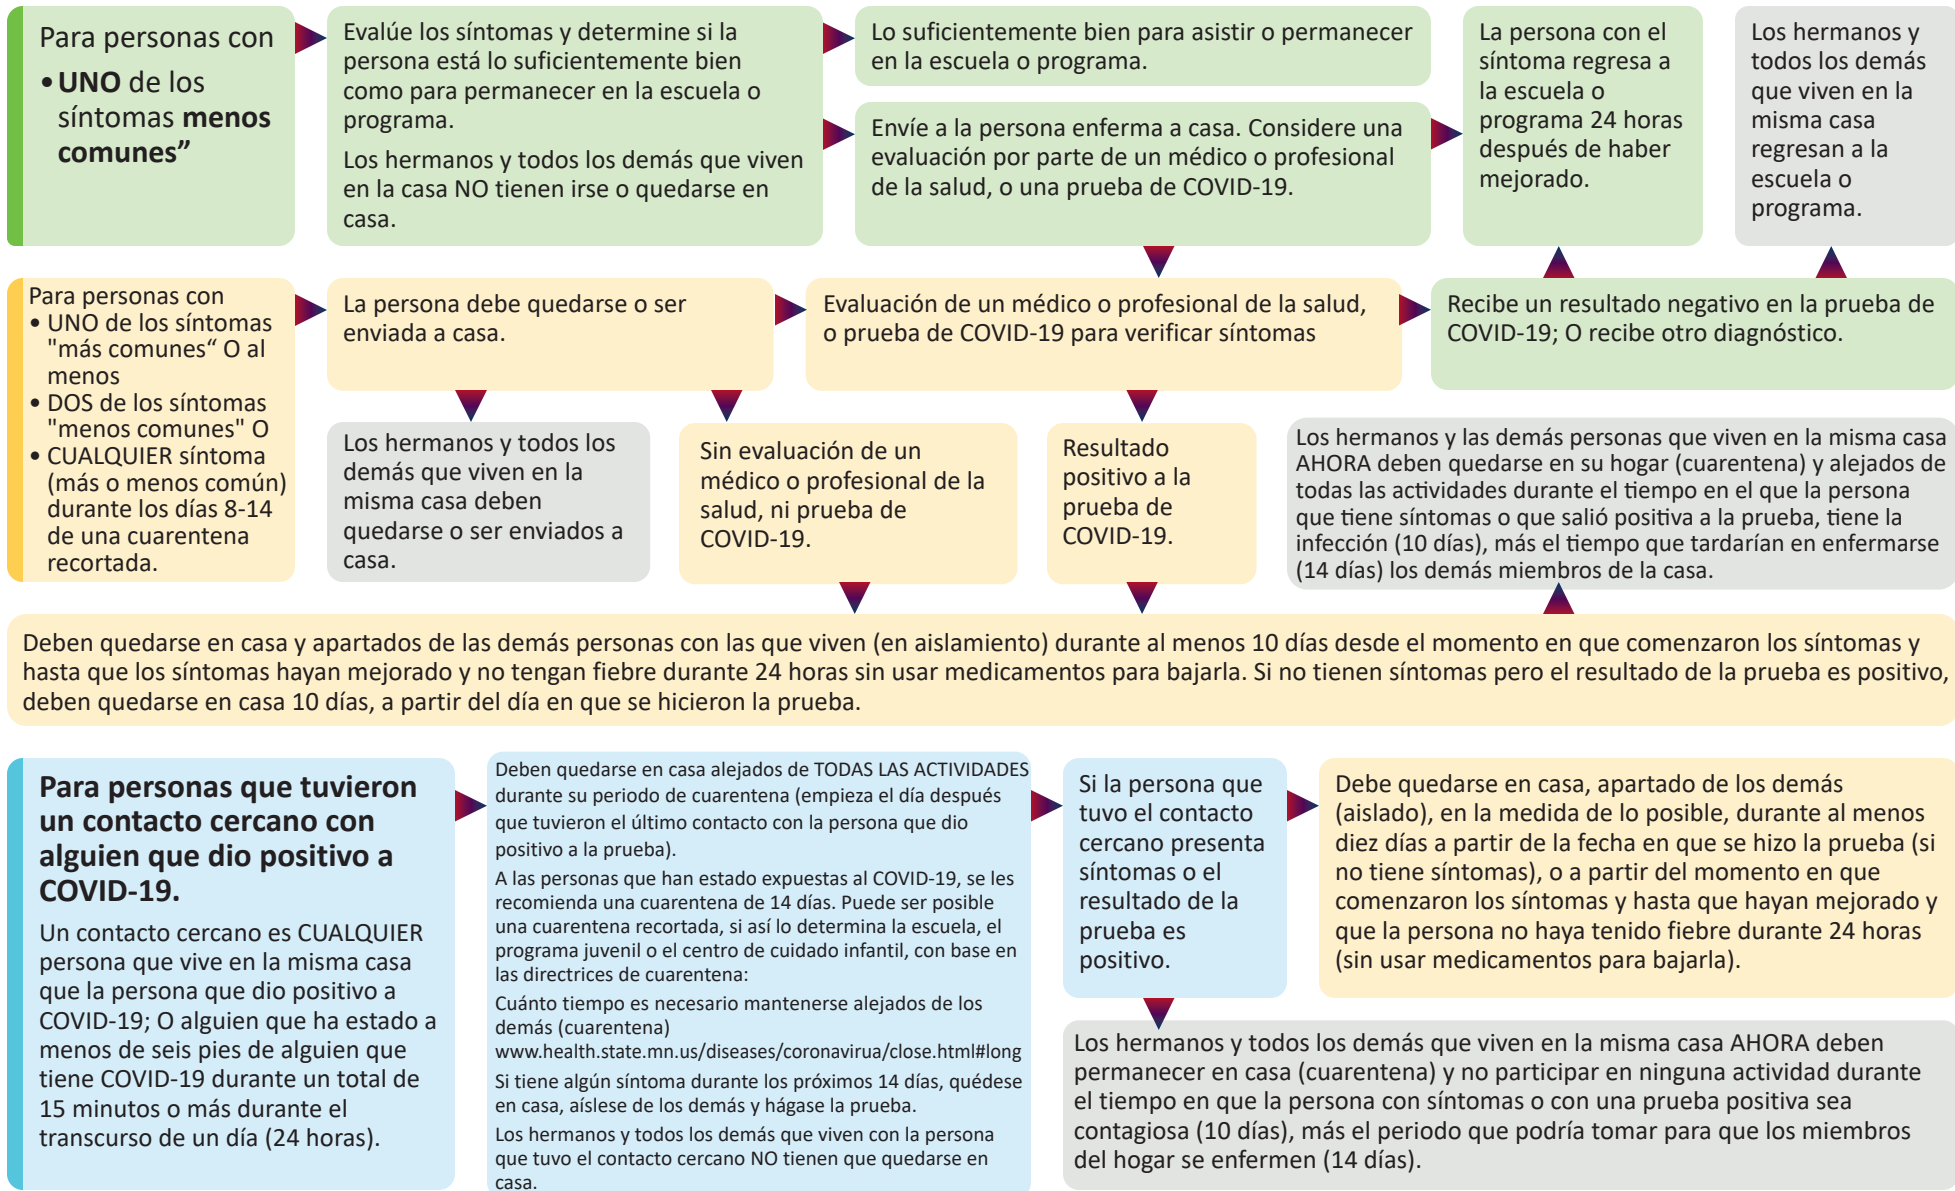 Para personas con
• UNO de los
síntomas menos
comunes”
Evalúe los síntomas y determine si la
persona está lo suficientemente bien
como para permanecer en la escuela o
programa.
Los hermanos y todos los demás que viven
en la casa NO tienen irse o quedarse en
casa.
Lo suficientemente bien para asistir o permanecer
en la escuela o programa.
Envíe a la persona enferma a casa. Considere una
evaluación por parte de un médico o profesional
de la salud, o una prueba de COVID-19.
La persona con el
síntoma regresa a
la escuela o
programa 24 horas
después de haber
mejorado.
Los hermanos y
todos los demás
que viven en la
misma casa
regresan a la
escuela o
programa.
Para personas con
• UNO de los síntomas
"más comunes“ O al
menos
• DOS de los síntomas
"menos comunes" O
• CUALQUIER síntoma
(más o menos común)
durante los días 8-14
de una cuarentena
recortada.
La persona debe quedarse o ser
enviada a casa.
Evaluación de un médico o profesional de la salud,
o prueba de COVID-19 para verificar síntomas
Recibe un resultado negativo en la prueba de
COVID-19; O recibe otro diagnóstico.
Los hermanos y todos los
demás que viven en la
misma casa deben
quedarse o ser enviados a
casa.
Sin evaluación de un
médico o profesional de la
salud, ni prueba de
COVID-19.
Resultado
positivo a la
prueba de
COVID-19.
Los hermanos y las demás personas que viven en la misma casa
AHORA deben quedarse en su hogar (cuarentena) y alejados de
todas las actividades durante el tiempo en el que la persona
que tiene síntomas o que salió positiva a la prueba, tiene la
infección (10 días), más el tiempo que tardarían en enfermarse
(14 días) los demás miembros de la casa.
Deben quedarse en casa y apartados de las demás personas con las que viven (en aislamiento) durante al menos 10 días desde el momento en que comenzaron los síntomas y
hasta que los síntomas hayan mejorado y no tengan fiebre durante 24 horas sin usar medicamentos para bajarla. Si no tienen síntomas pero el resultado de la prueba es positivo,
deben quedarse en casa 10 días, a partir del día en que se hicieron la prueba.
Para personas que tuvieron
un contacto cercano con
alguien que dio positivo a
COVID-19.
Un contacto cercano es CUALQUIER
persona que vive en la misma casa
que la persona que dio positivo a
COVID-19; O alguien que ha estado a
menos de seis pies de alguien que
tiene COVID-19 durante un total de
15 minutos o más durante el
transcurso de un día (24 horas).
Deben quedarse en casa alejados de TODAS LAS ACTIVIDADES
durante su periodo de cuarentena (empieza el día después
que tuvieron el último contacto con la persona que dio
positivo a la prueba).
A las personas que han estado expuestas al COVID-19, se les
recomienda una cuarentena de 14 días. Puede ser posible
una cuarentena recortada, si así lo determina la escuela, el
programa juvenil o el centro de cuidado infantil, con base en
las directrices de cuarentena:
Cuánto tiempo es necesario mantenerse alejados de los
demás (cuarentena)
www.health.state.mn.us/diseases/coronavirua/close.html#long
Si tiene algún síntoma durante los próximos 14 días, quédese
en casa, aíslese de los demás y hágase la prueba.
Los hermanos y todos los demás que viven con la persona
que tuvo el contacto cercano NO tienen que quedarse en
casa.
Si la persona que
tuvo el contacto
cercano presenta
síntomas o el
resultado de la
prueba es
positivo.
Debe quedarse en casa, apartado de los demás
(aislado), en la medida de lo posible, durante al menos
diez días a partir de la fecha en que se hizo la prueba (si
no tiene síntomas), o a partir del momento en que
comenzaron los síntomas y hasta que hayan mejorado y
que la persona no haya tenido fiebre durante 24 horas
(sin usar medicamentos para bajarla).
Los hermanos y todos los demás que viven en la misma casa AHORA deben
permanecer en casa (cuarentena) y no participar en ninguna actividad durante
el tiempo en que la persona con síntomas o con una prueba positiva sea
contagiosa (10 días), más el periodo que podría tomar para que los miembros
del hogar se enfermen (14 días).